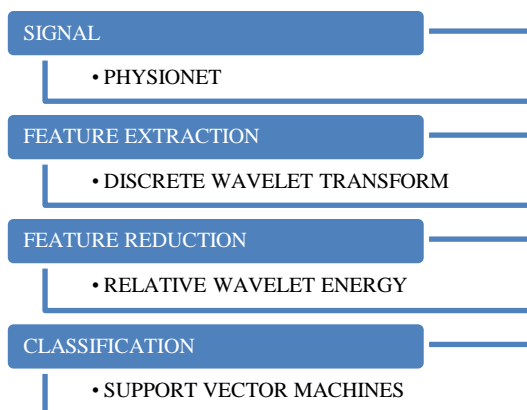 SIGNAL
• PHYSIONET
FEATURE EXTRACTION
• DISCRETE WAVELET TRANSFORM
FEATURE REDUCTION
• RELATIVE WAVELET ENERGY
CLASSIFICATION
• SUPPORT VECTOR MACHINES